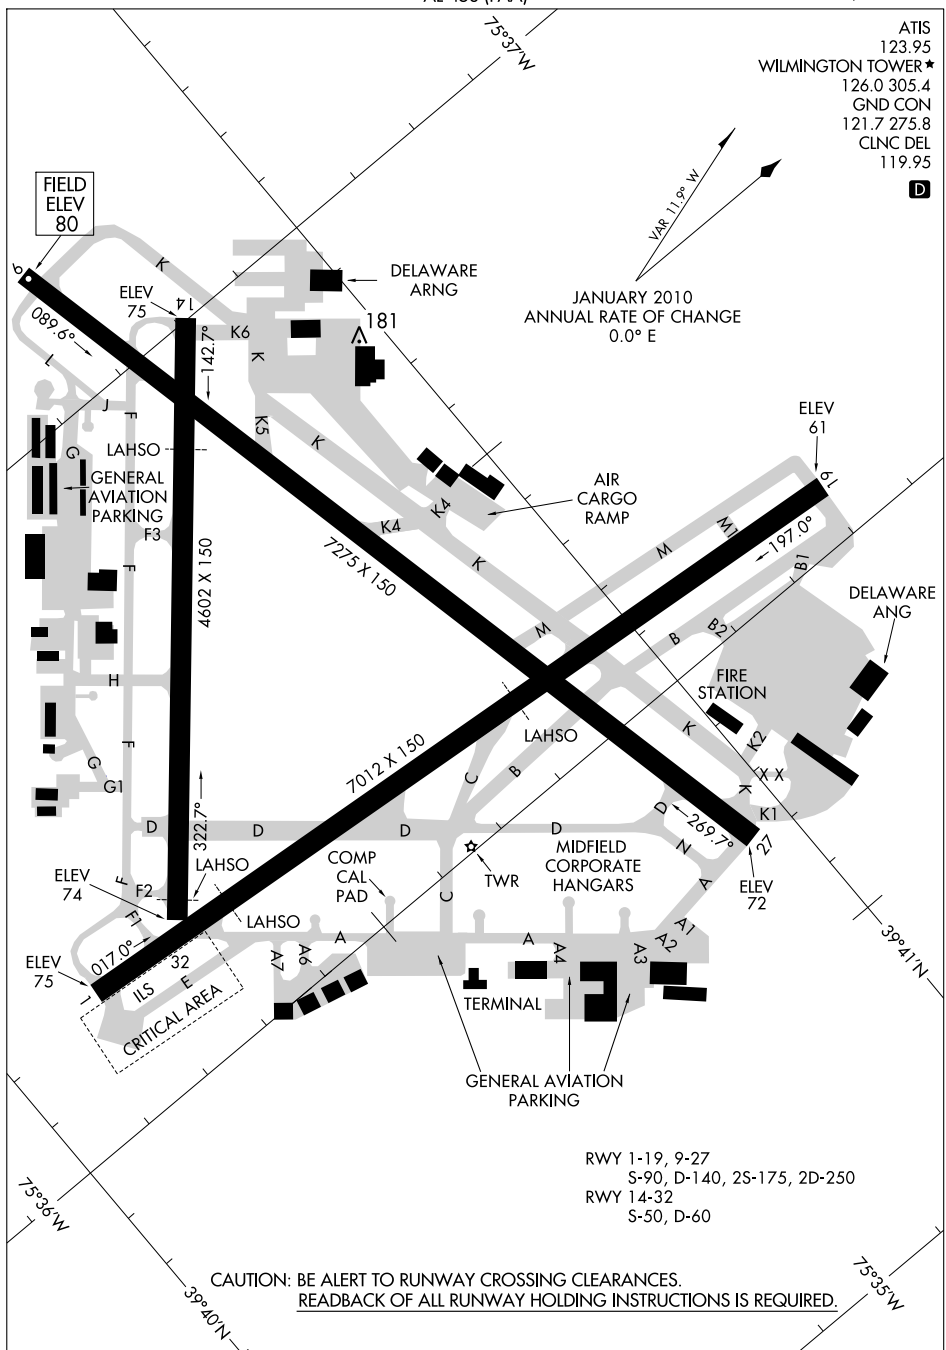 ATIS
123.95
WILMINGTON TOWER★
126.0 305.4
GND CON
121.7 275.8
CLNC DEL
119.95
D
75°37'W
VAR 11.9° W
JANUARY 2010
ANNUAL RATE OF CHANGE
0.0° E
FIELD
ELEV
80
9
089.6°
K
ELEV
75
14
142.7°
K6
K
DELAWARE
ARNG
181
L
J
F
K5
K
ELEV
61
19
LAHSO
G
GENERAL
AVIATION
PARKING
F3
K4
K4
AIR
CARGO
RAMP
M
M1
197.0°
B1
4602 X 150
7275 X 150
K
F
DELAWARE
ANG
M
B
B2
H
FIRE
STATION
LAHSO
K
K2
F
7012 X 150
G
G1
C
B
X X
K
K1
322.7°
D
D
D
D
D
269.7°
27
N
LAHSO
COMP
CAL
PAD
TWR
MIDFIELD
CORPORATE
HANGARS
ELEV
74
F
F2
A
ELEV
72
C
LAHSO
F1
017.0°
32
A
A
A1
A2
A3
A4
A6
A7
39°41'N
ELEV
75
1
ILS
E
CRITICAL AREA
TERMINAL
GENERAL AVIATION
PARKING
RWY 1-19, 9-27
S-90, D-140, 2S-175, 2D-250
RWY 14-32
S-50, D-60
75°36'W
39°40'N
75°35'W
CAUTION: BE ALERT TO RUNWAY CROSSING CLEARANCES.
READBACK OF ALL RUNWAY HOLDING INSTRUCTIONS IS REQUIRED.